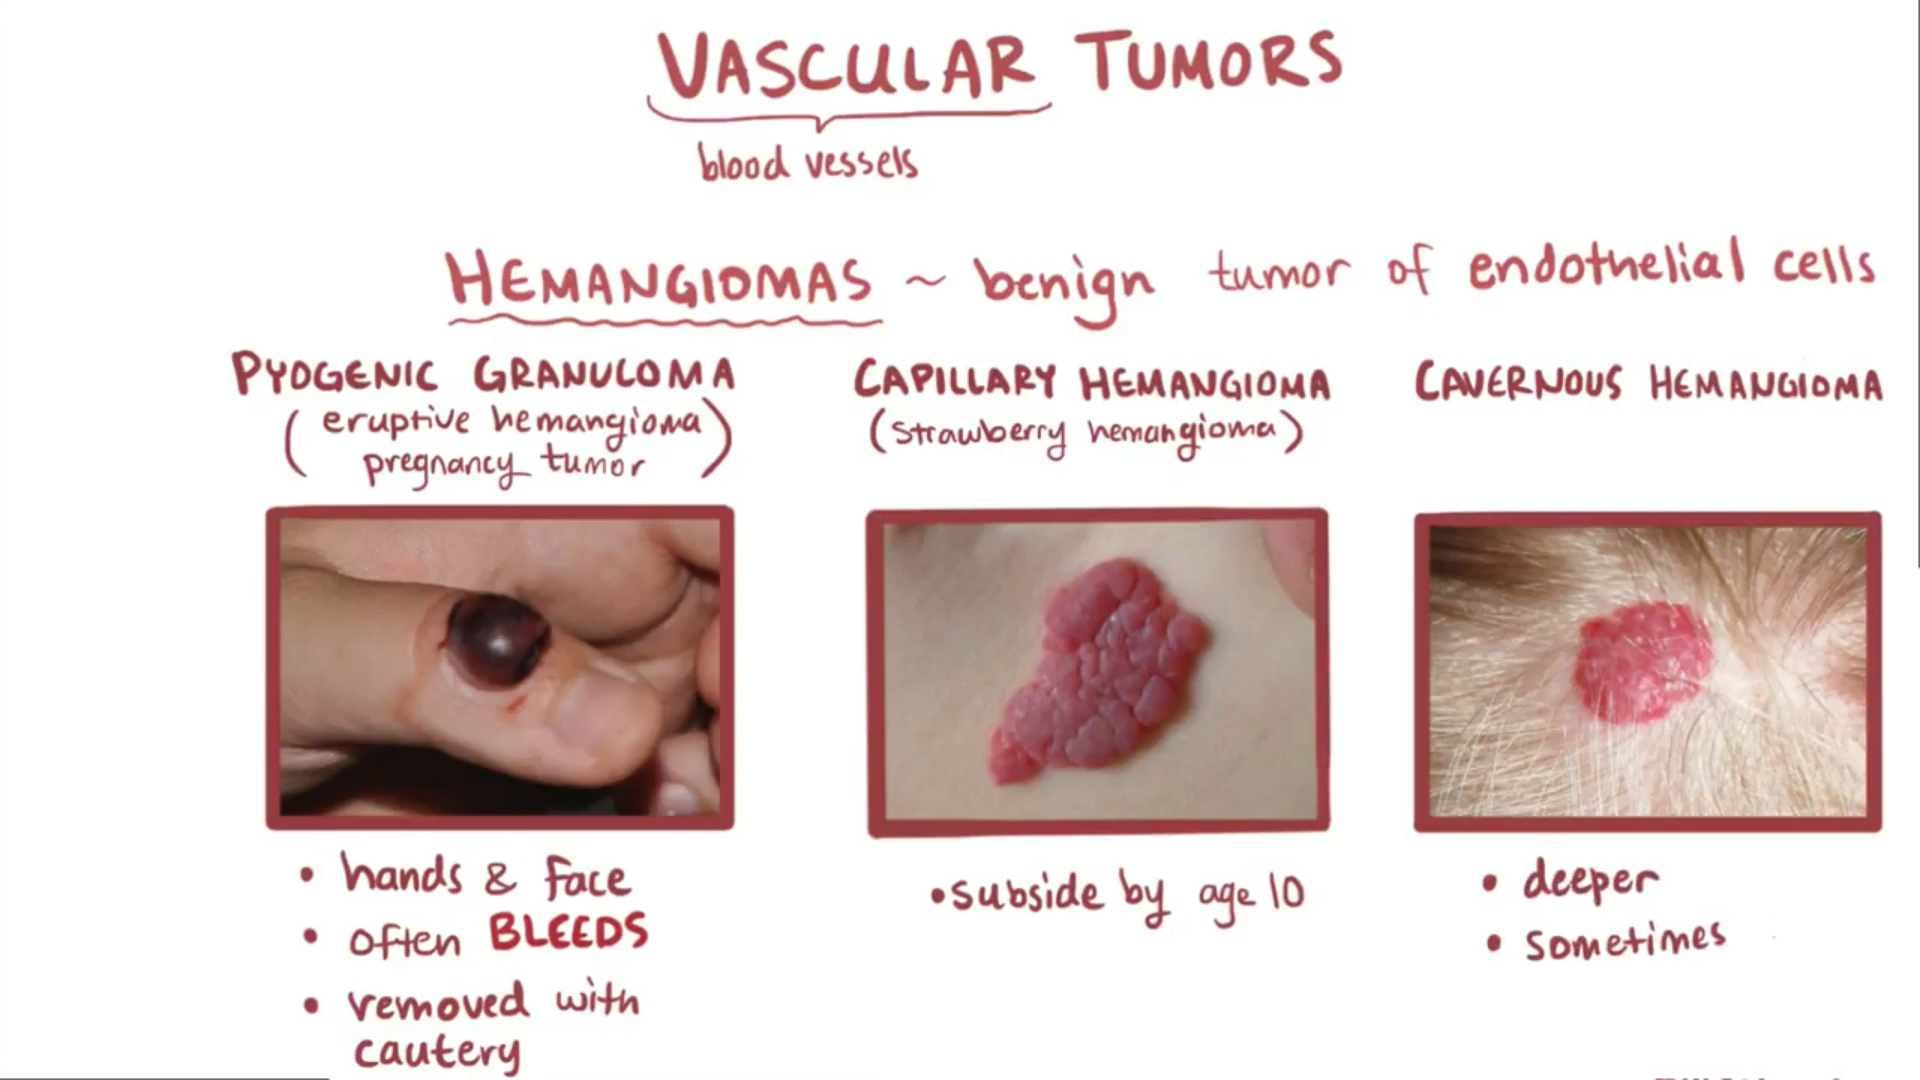 VASCULAR TUMORS
blood vessels
HEMANGIOMAS ~ benign tumor of endothelial cells
PYOGENIC GRANULOMA
(eruptive hemangioma
pregnancy tumor)
• hands & face
• often BLEEDS
• removed with
cautery
CAPILLARY HEMANGIOMA
(strawberry hemangioma)
• subside by age 10
CAVERNOUS HEMANGIOMA
• deeper
• sometimes